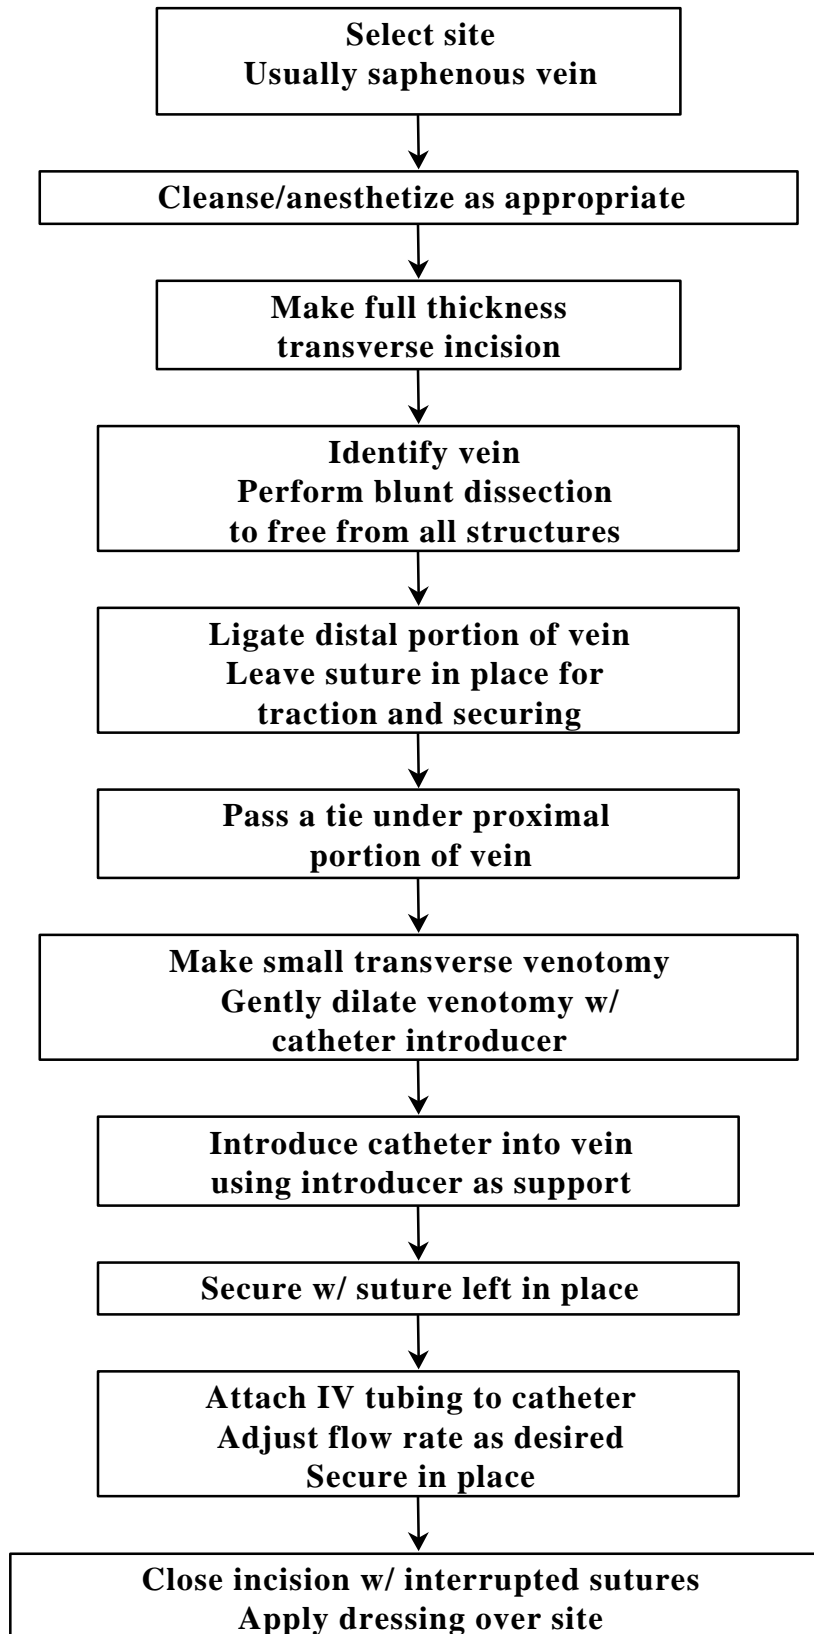 Select site
Usually saphenous vein
Cleanse/anesthetize as appropriate
Make full thickness
transverse incision
Identify vein
Perform blunt dissection
to free from all structures
Ligate distal portion of vein
Leave suture in place for
traction and securing
Pass a tie under proximal
portion of vein
Make small transverse venotomy
Gently dilate venotomy w/
catheter introducer
Introduce catheter into vein
using introducer as support
Secure w/ suture left in place
Attach IV tubing to catheter
Adjust flow rate as desired
Secure in place
Close incision w/ interrupted sutures
Apply dressing over site